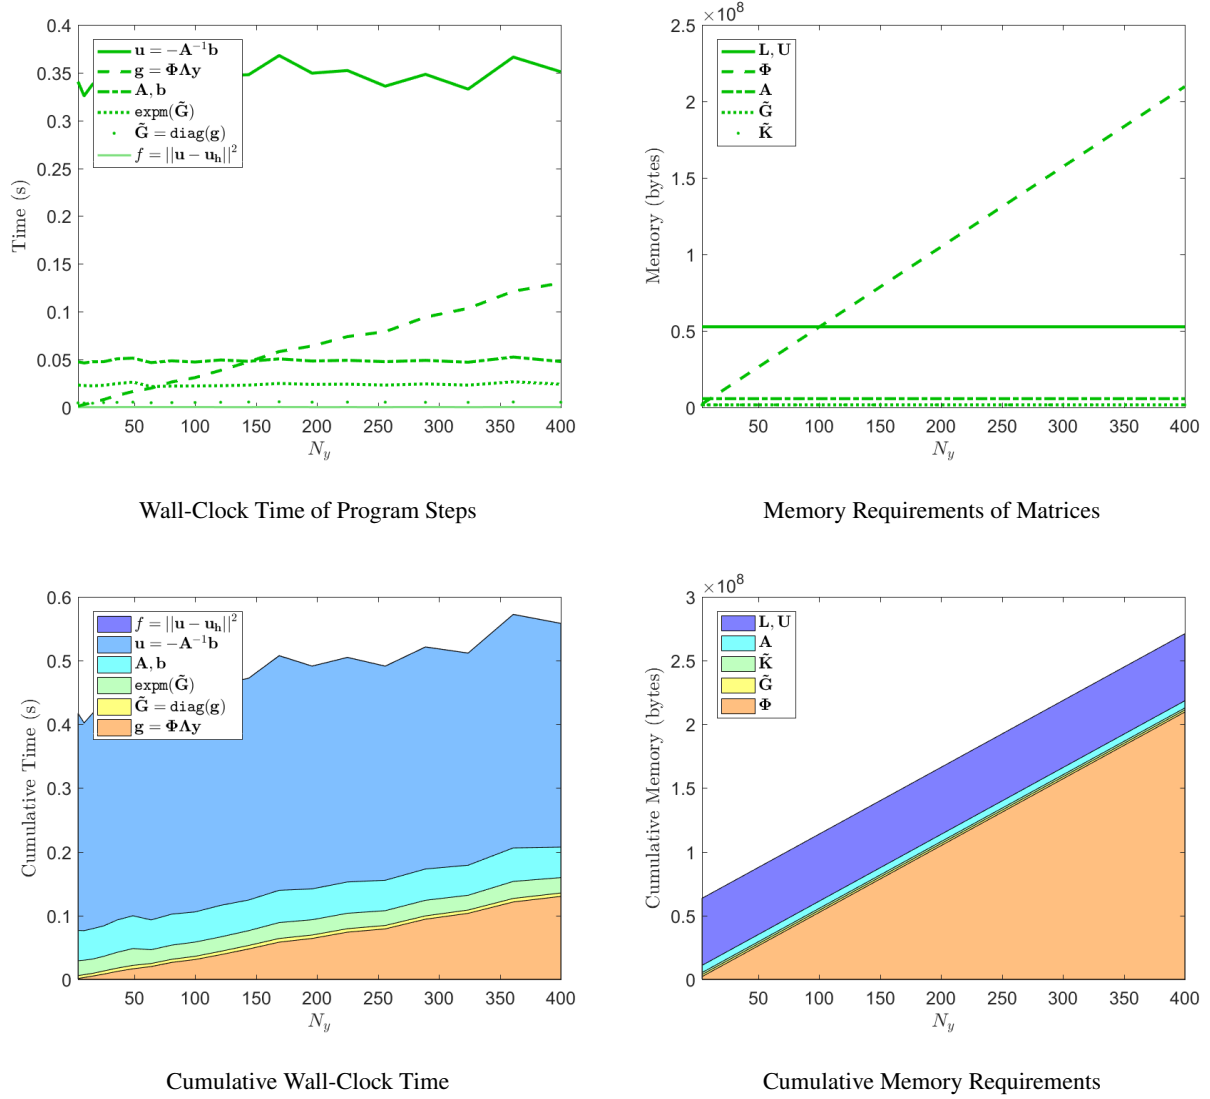 0.4
0.35
0.3
0.25
0.2
0.15
0.1
0.05
0
Time (s)
u = −A⁻¹b
g = ΦΛy
A, b
expm(G̃)
G̃ = diag(g)
f = ||u − u_h||²
50 100 150 200 250 300 350 400
N_y
Wall-Clock Time of Program Steps
×10⁸
2.5
2
1.5
1
0.5
0
Memory (bytes)
L, U
Φ
A
G̃
K̃
50 100 150 200 250 300 350 400
N_y
Memory Requirements of Matrices
0.6
0.5
0.4
0.3
0.2
0.1
0
Cumulative Time (s)
f = ||u − u_h||²
u = −A⁻¹b
A, b
expm(G̃)
G̃ = diag(g)
g = ΦΛy
50 100 150 200 250 300 350 400
N_y
Cumulative Wall-Clock Time
×10⁸
3
2.5
2
1.5
1
0.5
0
Cumulative Memory (bytes)
L, U
A
K̃
G̃
Φ
50 100 150 200 250 300 350 400
N_y
Cumulative Memory Requirements